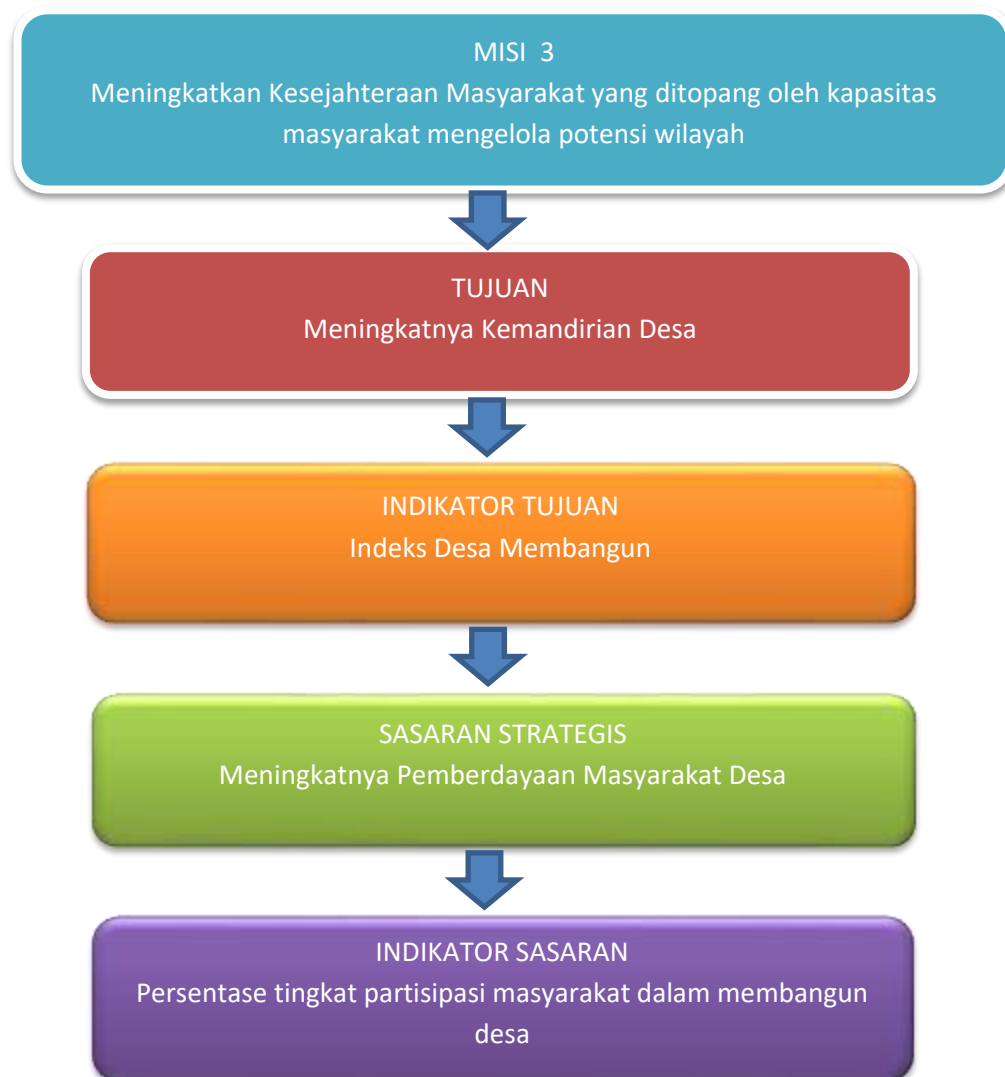 MISI 3
Meningkatkan Kesejahteraan Masyarakat yang ditopang oleh kapasitas
masyarakat mengelola potensi wilayah
TUJUAN
Meningkatnya Kemandirian Desa
INDIKATOR TUJUAN
Indeks Desa Membangun
SASARAN STRATEGIS
Meningkatnya Pemberdayaan Masyarakat Desa
INDIKATOR SASARAN
Persentase tingkat partisipasi masyarakat dalam membangun
desa